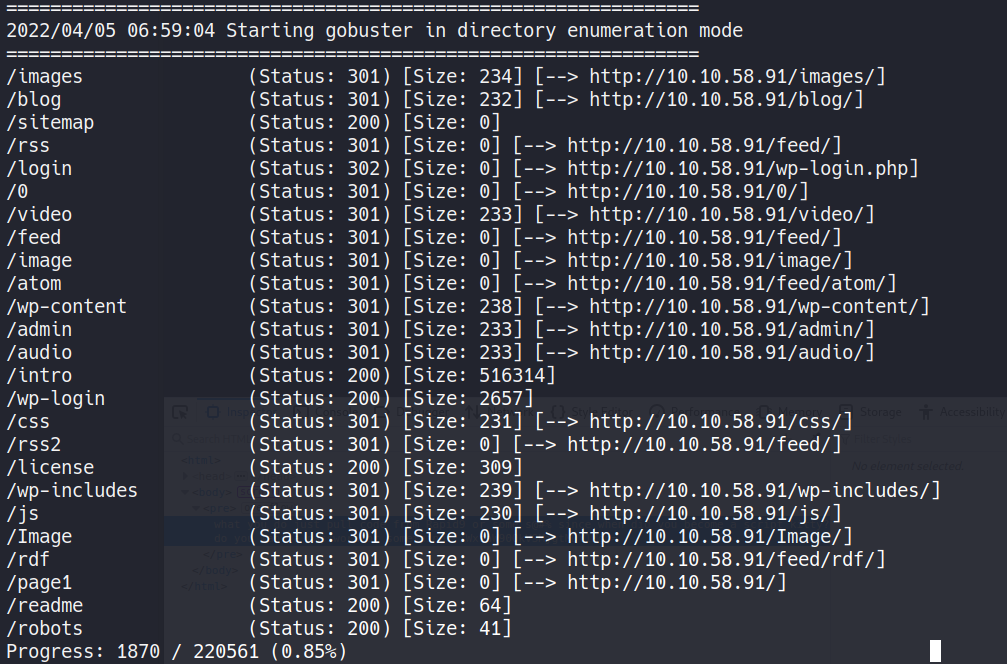 ===============================================================
2022/04/05 06:59:04 Starting gobuster in directory enumeration mode
===============================================================
/images               (Status: 301) [Size: 234] [--> http://10.10.58.91/images/]
/blog                 (Status: 301) [Size: 232] [--> http://10.10.58.91/blog/]
/sitemap              (Status: 200) [Size: 0]
/rss                  (Status: 301) [Size: 0] [--> http://10.10.58.91/feed/]
/login                (Status: 302) [Size: 0] [--> http://10.10.58.91/wp-login.php]
/0                    (Status: 301) [Size: 0] [--> http://10.10.58.91/0/]
/video                (Status: 301) [Size: 233] [--> http://10.10.58.91/video/]
/feed                 (Status: 301) [Size: 0] [--> http://10.10.58.91/feed/]
/image                (Status: 301) [Size: 0] [--> http://10.10.58.91/image/]
/atom                 (Status: 301) [Size: 0] [--> http://10.10.58.91/feed/atom/]
/wp-content           (Status: 301) [Size: 238] [--> http://10.10.58.91/wp-content/]
/admin                (Status: 301) [Size: 233] [--> http://10.10.58.91/admin/]
/audio                (Status: 301) [Size: 233] [--> http://10.10.58.91/audio/]
/intro                (Status: 200) [Size: 516314]
/wp-login             (Status: 200) [Size: 2657]
Storage Accessibility
/css                  (Status: 301) [Size: 231] [--> http://10.10.58.91/css/]
/rss2                 (Status: 301) [Size: 0] [--> http://10.10.58.91/feed/]
/license              (Status: 200) [Size: 309]
No element selected.
/wp-includes          (Status: 301) [Size: 239] [--> http://10.10.58.91/wp-includes/]
/js                   (Status: 301) [Size: 230] [--> http://10.10.58.91/js/]
/Image                (Status: 301) [Size: 0] [--> http://10.10.58.91/Image/]
/rdf                  (Status: 301) [Size: 0] [--> http://10.10.58.91/feed/rdf/]
/page1                (Status: 301) [Size: 0] [--> http://10.10.58.91/]
/readme               (Status: 200) [Size: 64]
/robots               (Status: 200) [Size: 41]
Progress: 1870 / 220561 (0.85%)